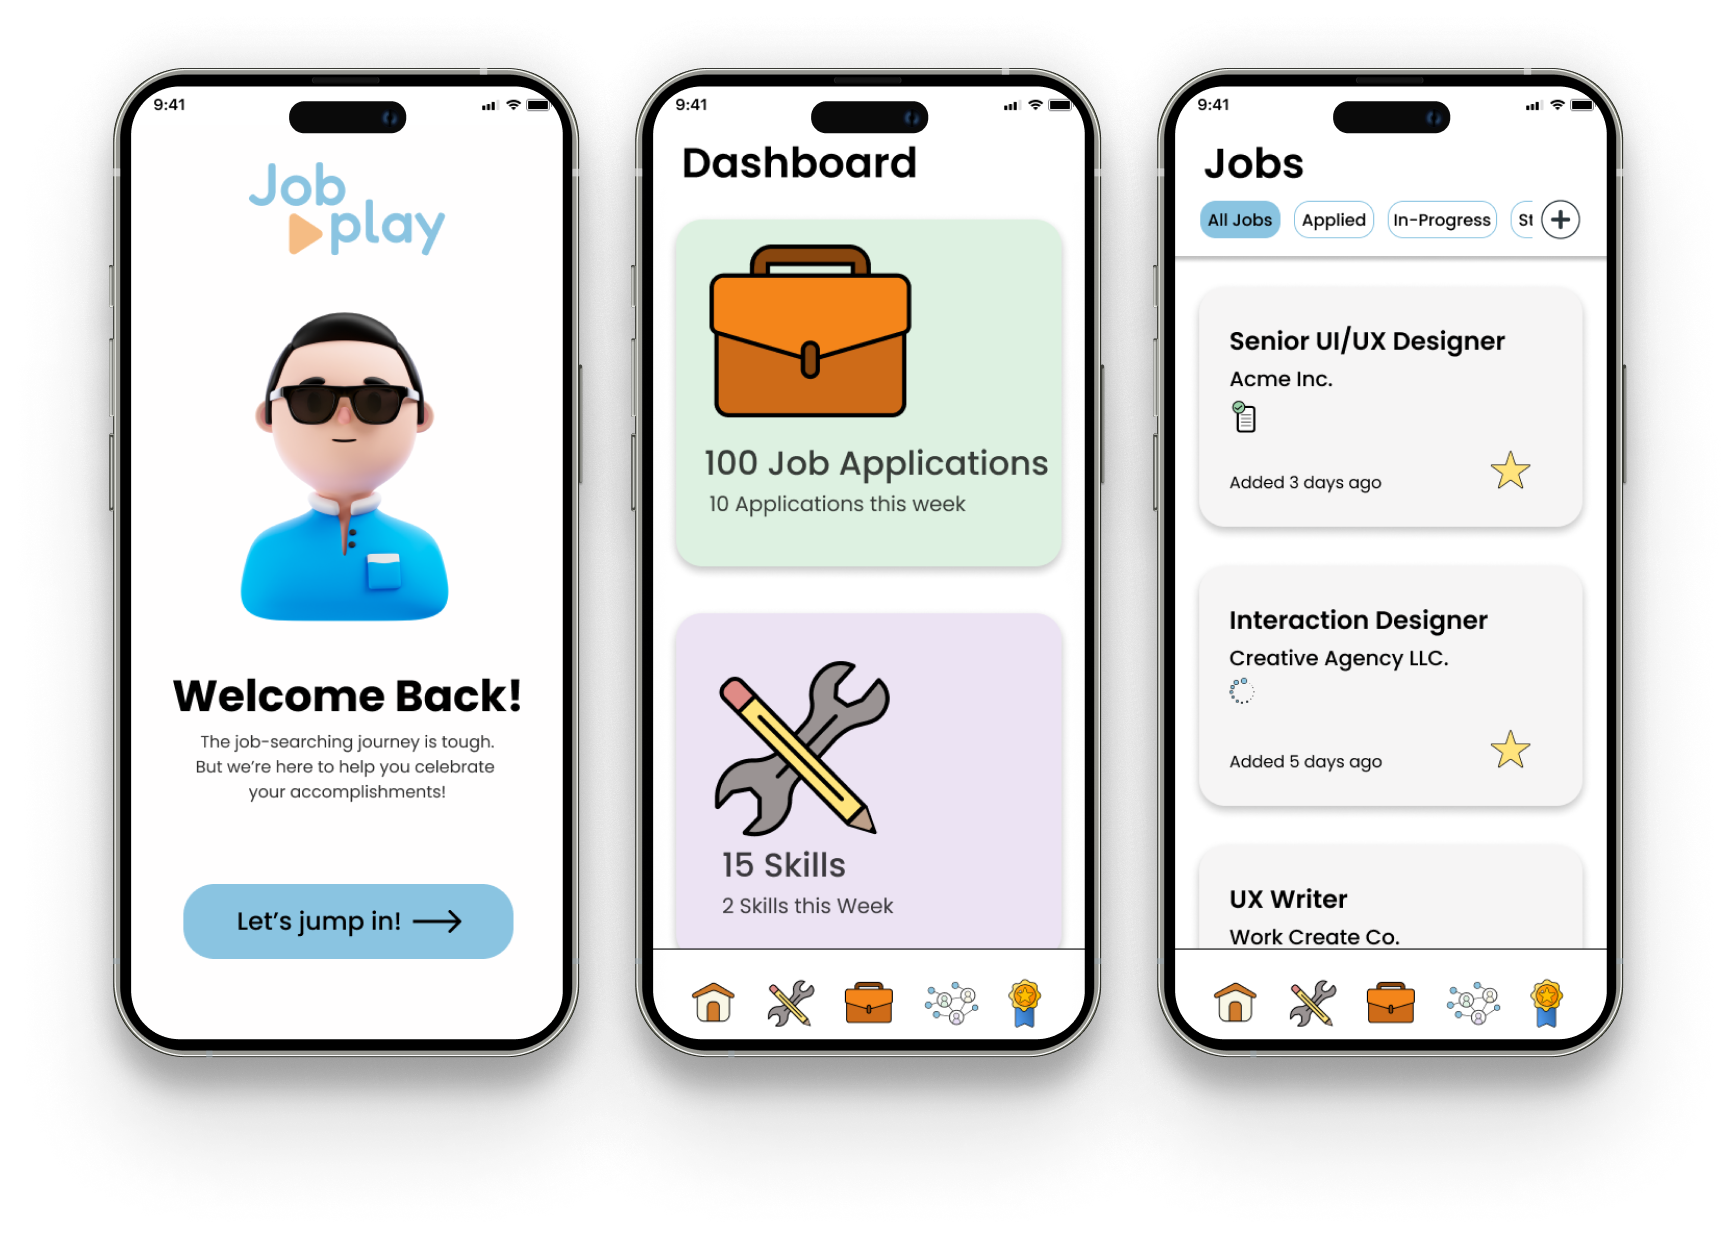 9:41
Job
play
Welcome Back!
The job-searching journey is tough.
But we're here to help you celebrate
your accomplishments!
Let's jump in!
9:41
Dashboard
100 Job Applications
10 Applications this week
15 Skills
2 Skills this Week
9:41
Jobs
All Jobs Applied In-Progress St
Senior UI/UX Designer
Acme Inc.
Added 3 days ago
Interaction Designer
Creative Agency LLC.
Added 5 days ago
UX Writer
Work Create Co.